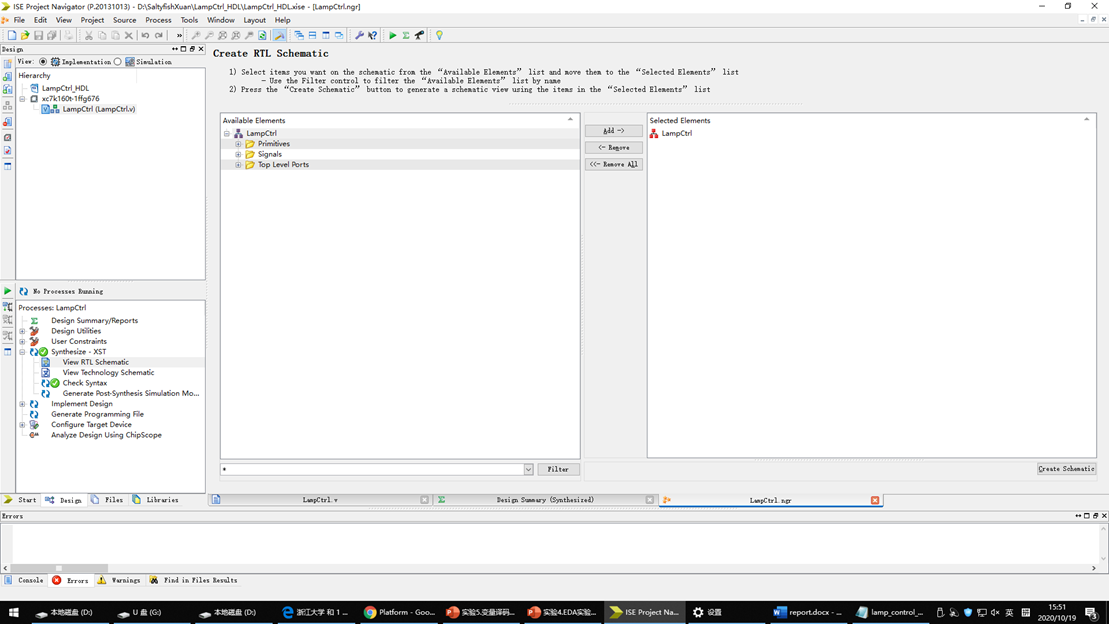 ISE Project Navigator (P.20131013) - D:\SaltyfishXuan\LampCtrl_HDL\LampCtrl_HDL.xise - [LampCtrl.ngr]
File Edit View Project Source Process Tools Window Layout Help
Design
View: Implementation Simulation
Hierarchy
LampCtrl_HDL
xc7k160t-1ffg676
LampCtrl (LampCtrl.v)
No Processes Running
Processes: LampCtrl
Design Summary/Reports
Design Utilities
User Constraints
Synthesize - XST
View RTL Schematic
View Technology Schematic
Check Syntax
Generate Post-Synthesis Simulation Mo...
Implement Design
Generate Programming File
Configure Target Device
Analyze Design Using ChipScope
Start Design Files Libraries
Create RTL Schematic
1) Select items you want on the schematic from the “Available Elements” list and move them to the “Selected Elements” list
- Use the Filter control to filter the “Available Elements” list by name
2) Press the “Create Schematic” button to generate a schematic view using the items in the “Selected Elements” list
Available Elements
LampCtrl
Primitives
Signals
Top Level Ports
Add ->
<- Remove
<<- Remove All
Selected Elements
LampCtrl
* Filter
Create Schematic
LampCtrl.v Design Summary (Synthesized) LampCtrl.ngr
Errors
Console Errors Warnings Find in Files Results
本地磁盘 (D:) U 盘 (G:) 本地磁盘 (D:) 浙江大学 和 1 ... Platform - Goo... 实验5.变量译码... 实验4.EDA实验... ISE Project Nav... 设置 report.docx - ... lamp_control_... 英 15:51
2020/10/19
3